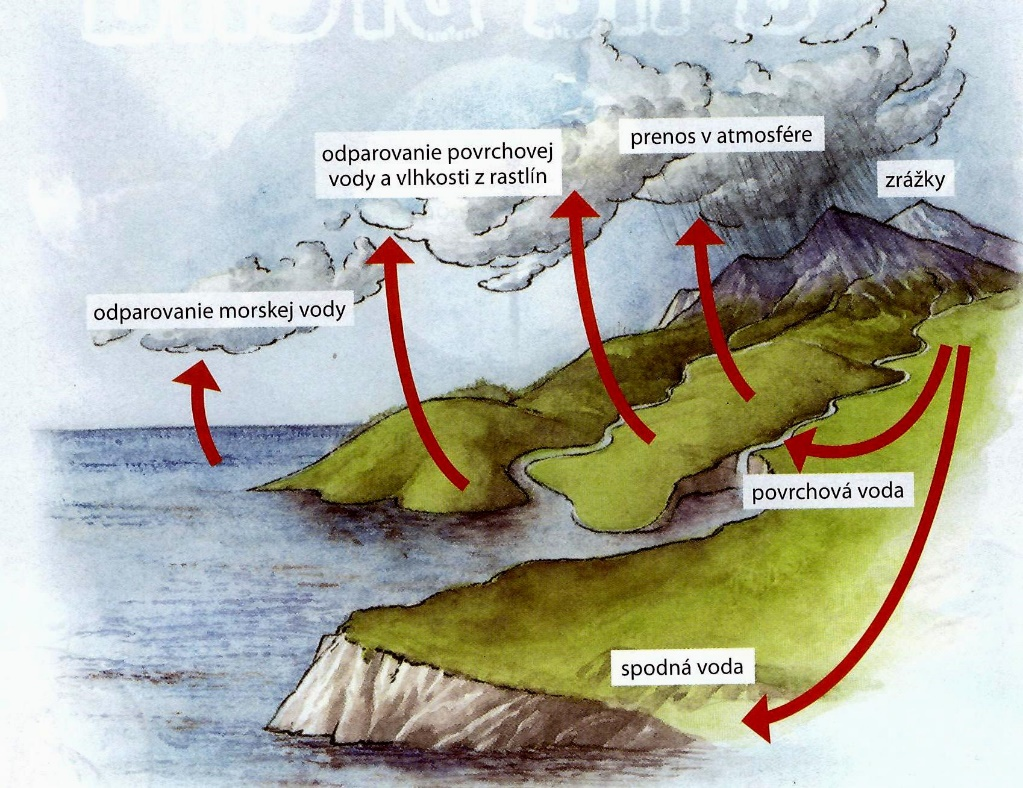 odparovanie povrchovej
vody a vlhkosti z rastlín
prenos v atmosfére
zrážky
odparovanie morskej vody
povrchová voda
spodná voda